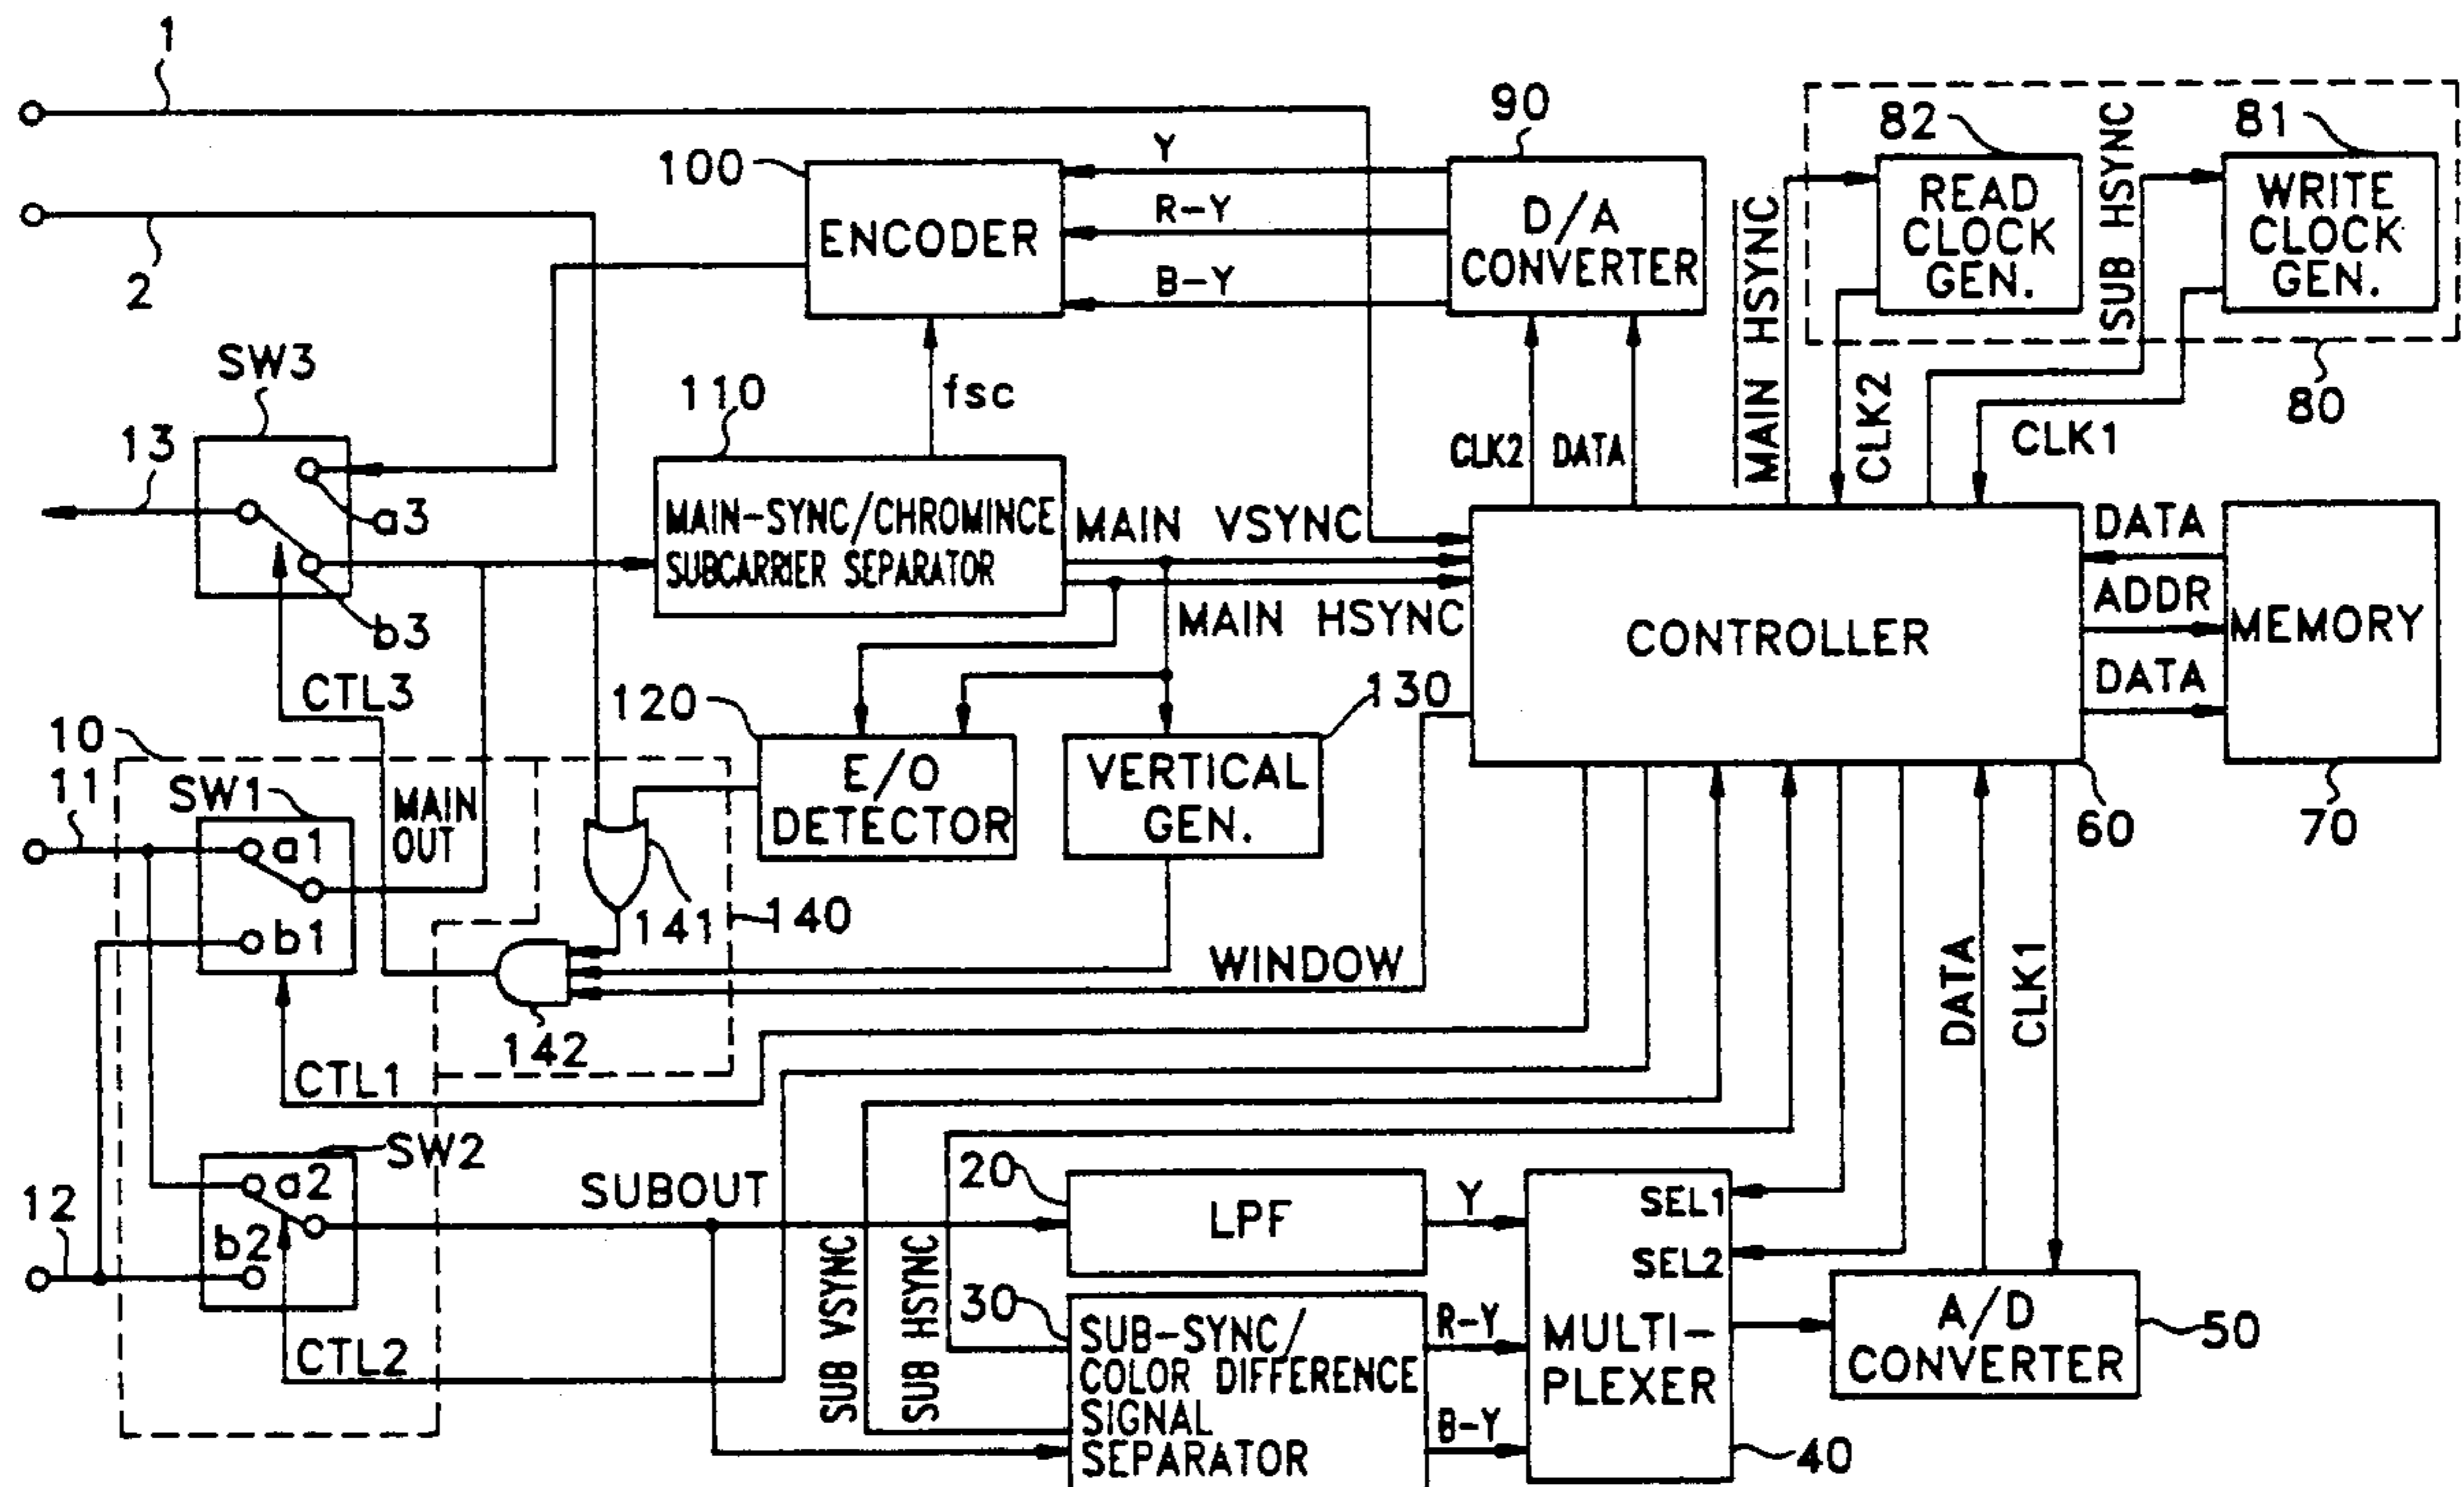 1
2
100
ENCODER
Y
R-Y
B-Y
90
D/A
CONVERTER
82
READ
CLOCK
GEN.
81
WRITE
CLOCK
GEN.
80
MAIN HSYNC
CLK2
SUB HSYNC
CLK1
SW3
13
a3
b3
CTL3
110
fsc
MAIN-SYNC/CHROMINCE
SUBCARRIER SEPARATOR
MAIN VSYNC
MAIN HSYNC
CLK2
DATA
CONTROLLER
60
DATA
ADDR
DATA
MEMORY
70
120
E/O
DETECTOR
130
VERTICAL
GEN.
10
11
SW1
a1
b1
MAIN
OUT
141
140
142
WINDOW
CTL1
12
SW2
a2
b2
CTL2
SUBOUT
SUB VSYNC
SUB HSYNC
20
LPF
Y
30
SUB-SYNC/
COLOR DIFFERENCE
SIGNAL
SEPARATOR
R-Y
B-Y
SEL1
SEL2
MULTI-
PLEXER
40
DATA
CLK1
A/D
CONVERTER
50